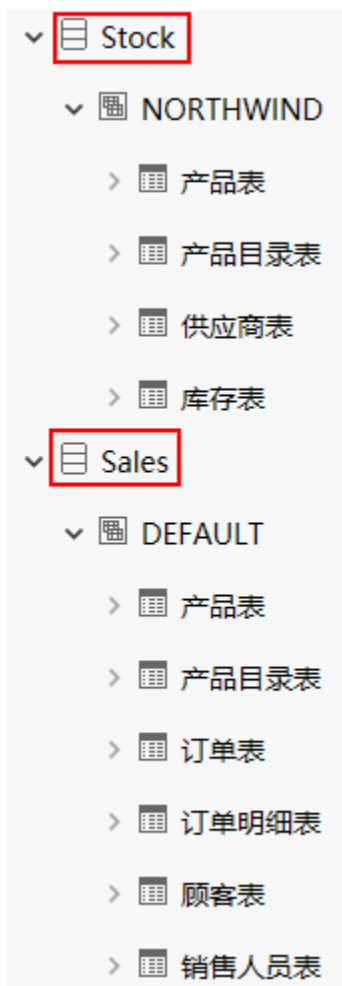 Stock
NORTHWIND
产品表
产品目录表
供应商表
库存表
Sales
DEFAULT
产品表
产品目录表
订单表
订单明细表
顾客表
销售人员表